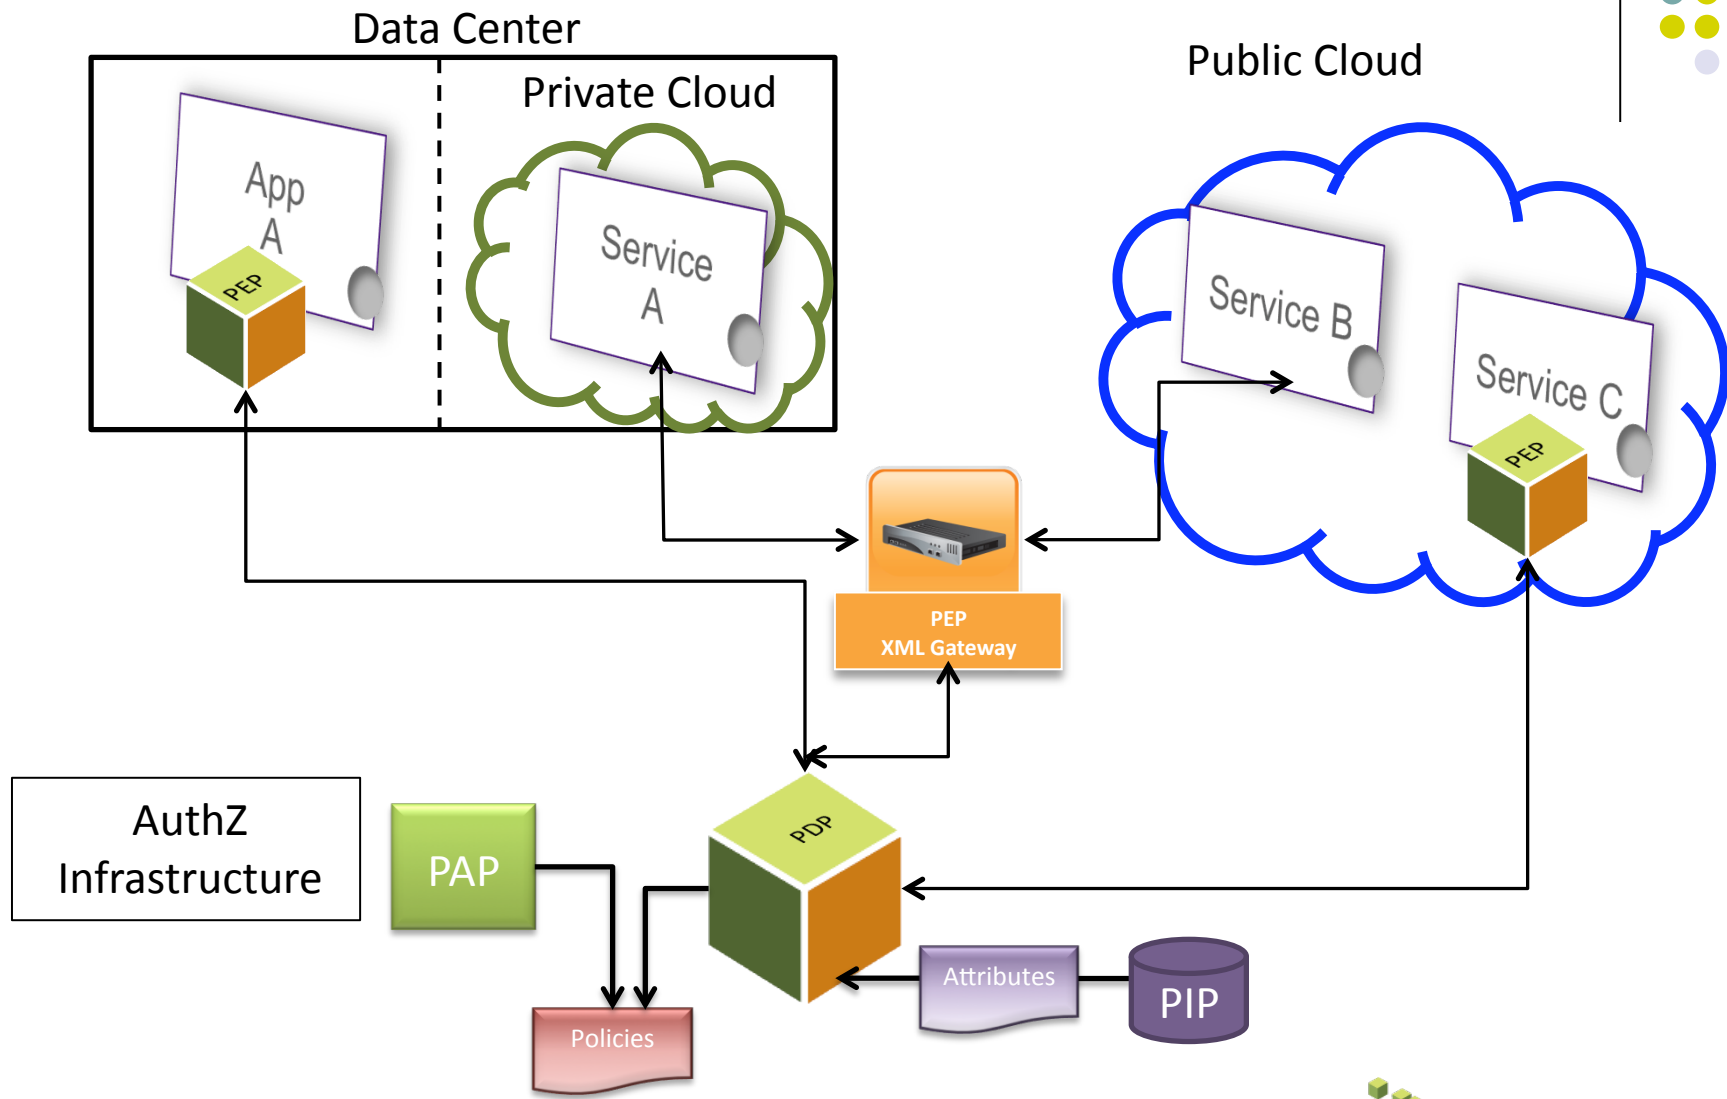 Data Center
Public Cloud
Private Cloud
App
A
PEP
Service
A
Service B
Service C
PEP
PEP
XML Gateway
AuthZ
Infrastructure
PAP
PDP
Attributes
PIP
Policies